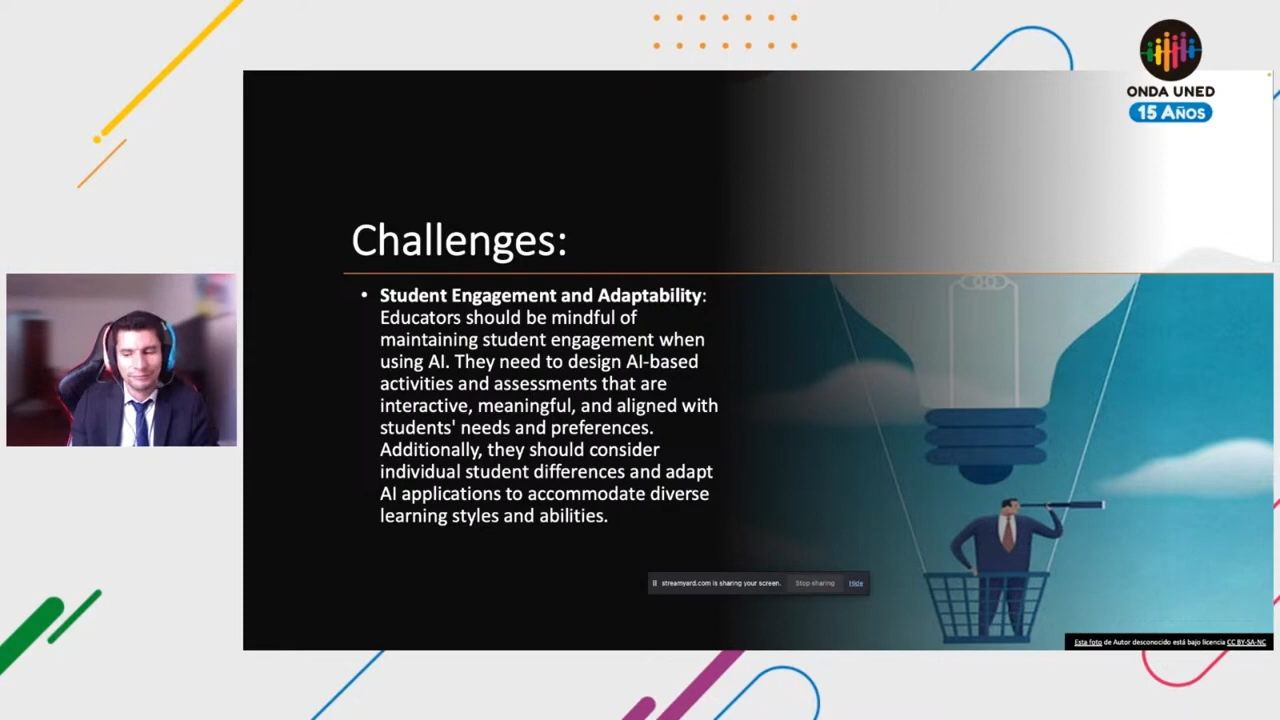 ONDA UNED
15 AÑOS
Challenges:
• Student Engagement and Adaptability:
Educators should be mindful of
maintaining student engagement when
using AI. They need to design AI-based
activities and assessments that are
interactive, meaningful, and aligned with
students' needs and preferences.
Additionally, they should consider
individual student differences and adapt
AI applications to accommodate diverse
learning styles and abilities.
streamyard.com is sharing your screen. Stop sharing Hide
Esta foto de Autor desconocido está bajo licencia CC BY-SA-NC